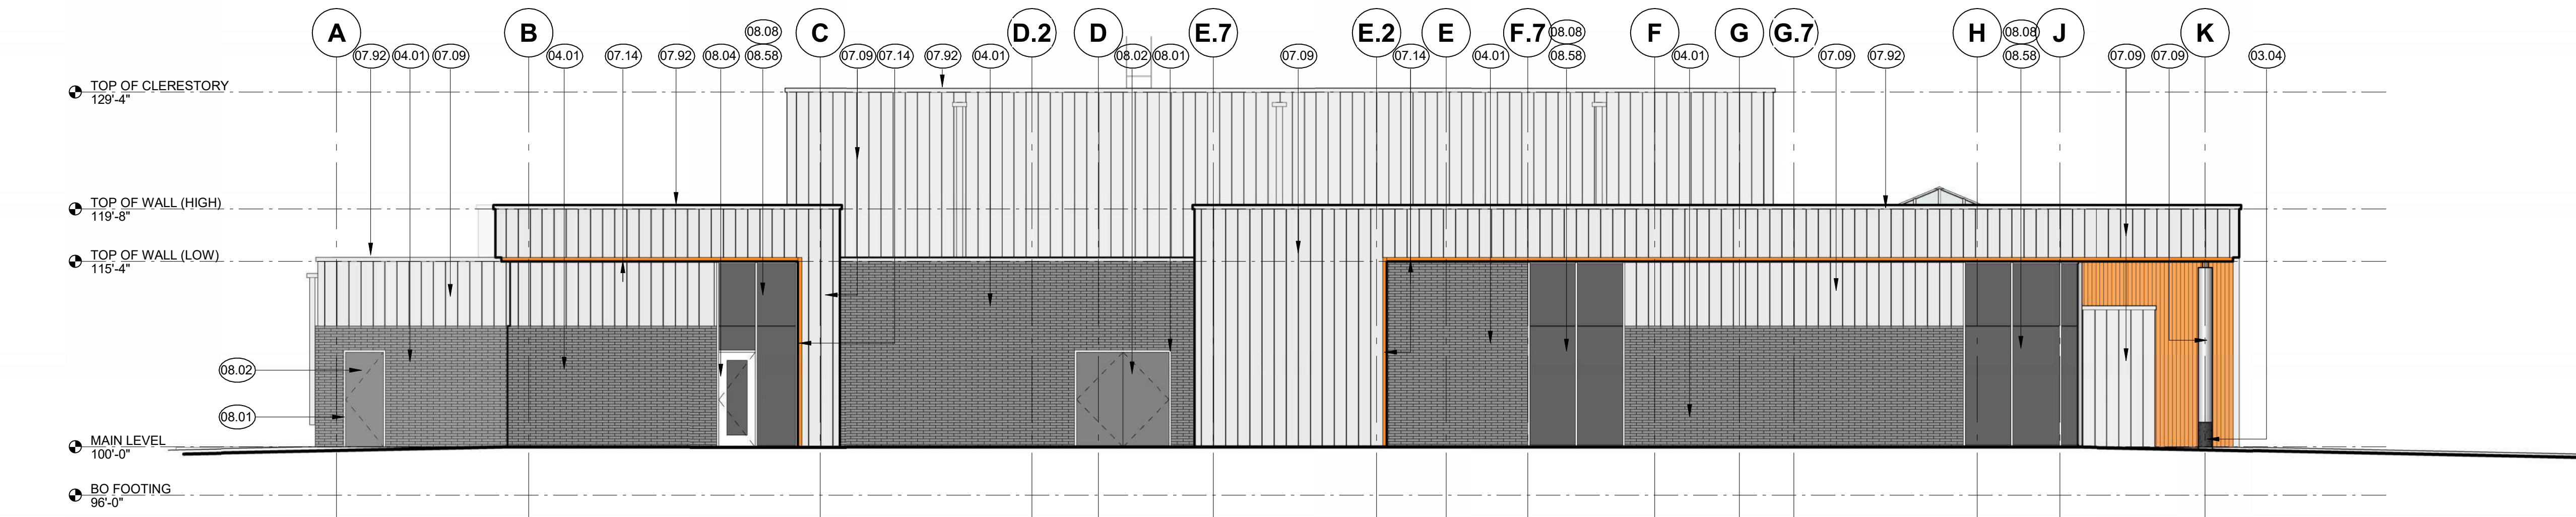 A B C D.2 D E.7 E.2 E F.7 F G G.7 H J K
08.08 08.08 08.08
07.92 04.01 07.09 04.01 07.14 07.92 08.04 08.58 07.09 07.14 07.92 04.01 08.02 08.01 07.09 07.14 04.01 08.58 04.01 07.09 07.92 08.58 07.09 07.09 03.04
TOP OF CLERESTORY
129'-4"
TOP OF WALL (HIGH)
119'-8"
TOP OF WALL (LOW)
115'-4"
08.02
08.01
MAIN LEVEL
100'-0"
BO FOOTING
96'-0"